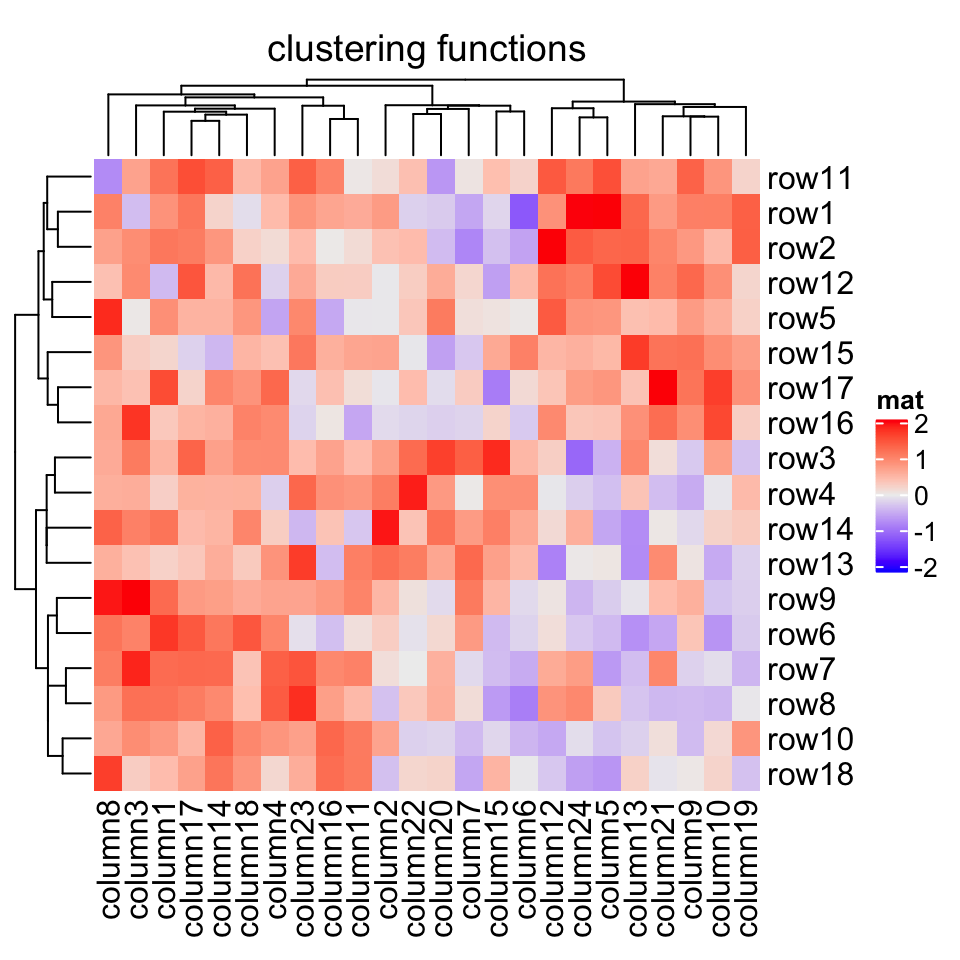 clustering functions
row11
row1
row2
row12
row5
row15
row17
row16
row3
row4
row14
row13
row9
row6
row7
row8
row10
row18
mat
2
1
0
-1
-2
column8
column3
column1
column17
column14
column18
column4
column23
column16
column11
column2
column22
column20
column7
column15
column6
column12
column24
column5
column13
column21
column9
column10
column19